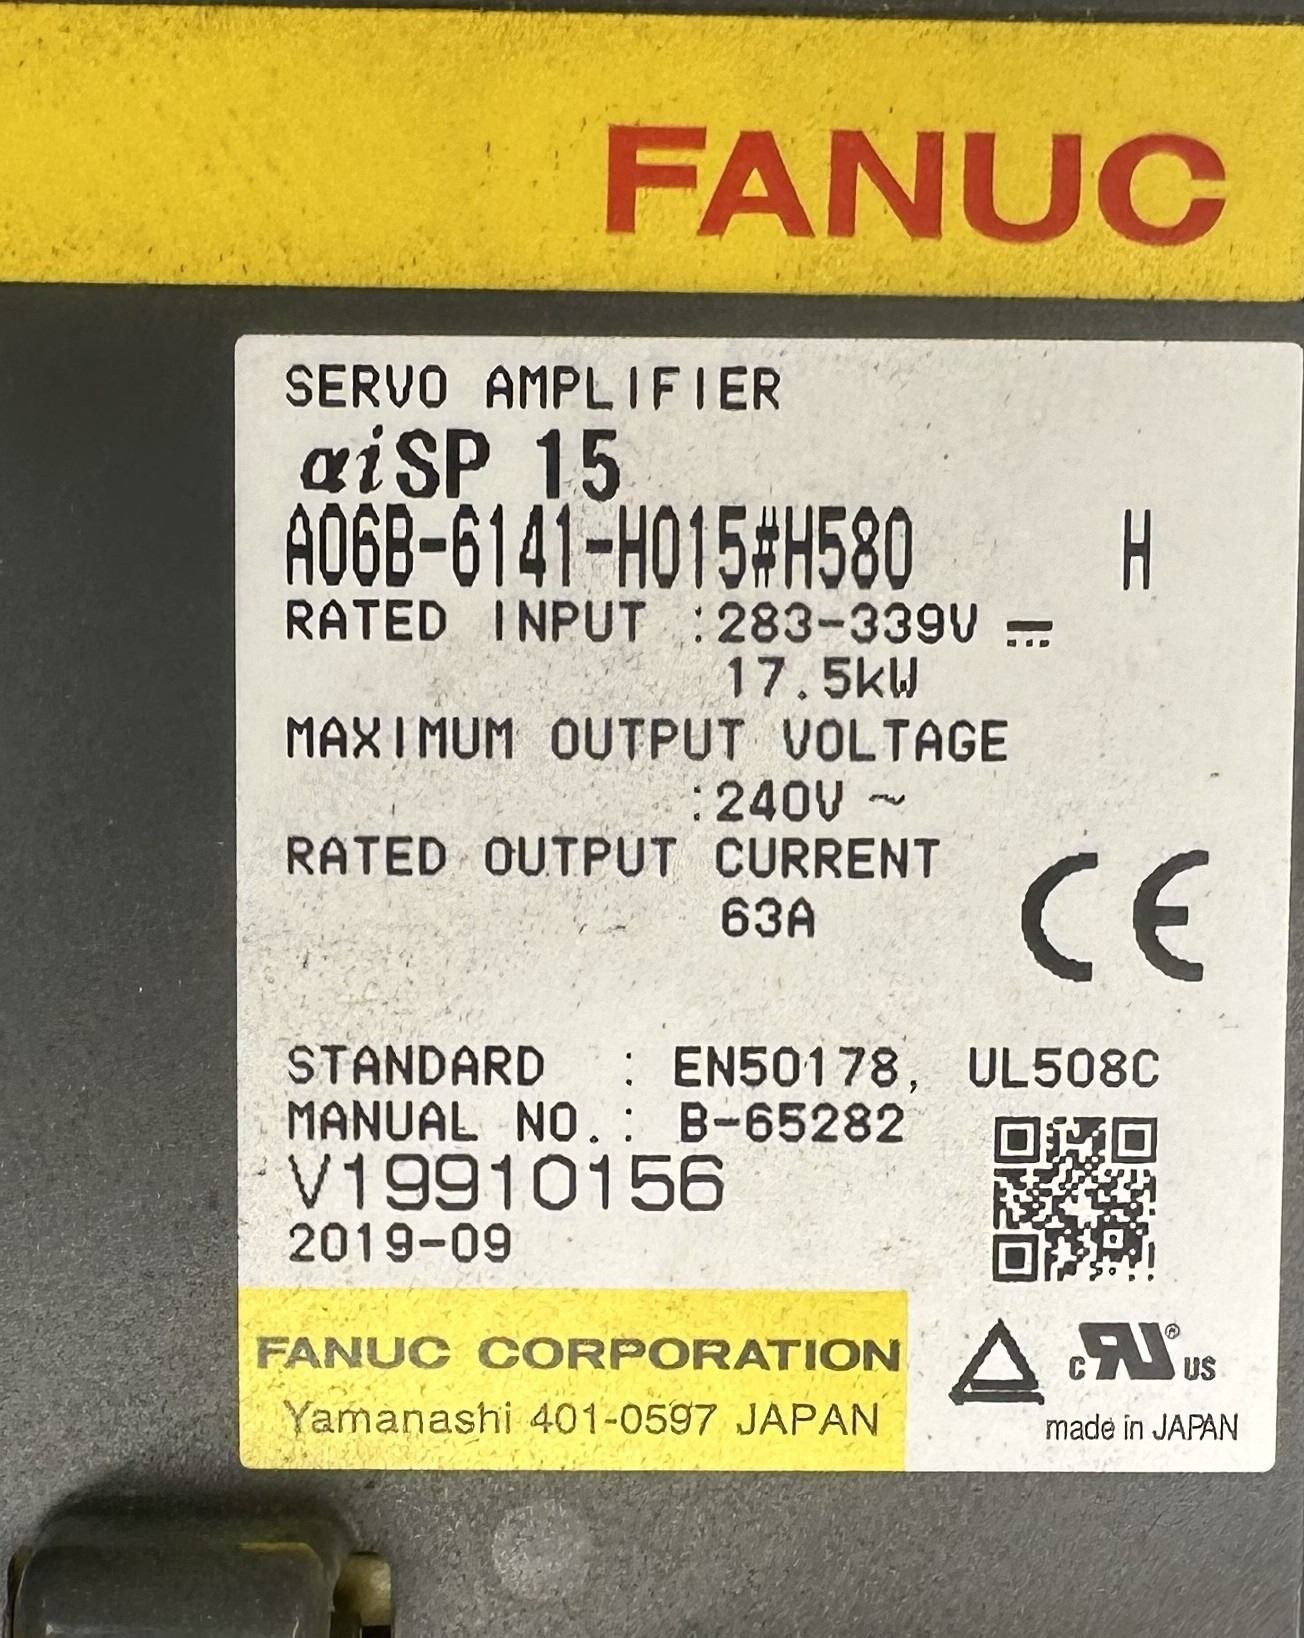 FANUC
SERVO AMPLIFIER
αiSP 15
A06B-6141-H015#H580 H
RATED INPUT :283-339V ⎓
17.5kW
MAXIMUM OUTPUT VOLTAGE
:240V ~
RATED OUTPUT CURRENT
63A
CE
STANDARD : EN50178, UL508C
MANUAL NO. : B-65282
V19910156
2019-09
FANUC CORPORATION
Yamanashi 401-0597 JAPAN
c RU ® US
made in JAPAN